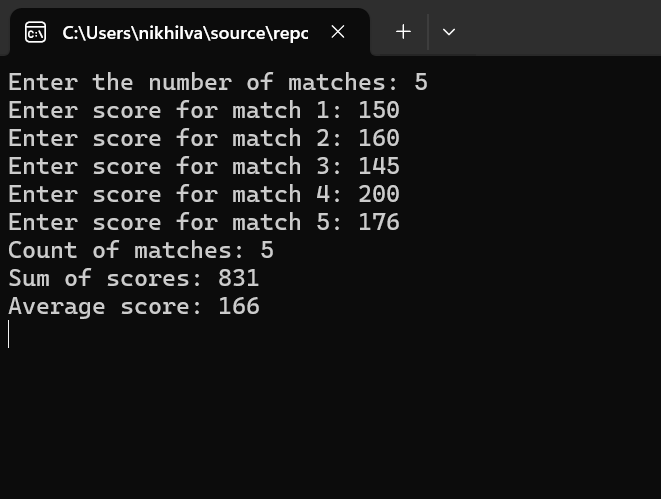 C:\Users\nikhilva\source\repc
Enter the number of matches: 5
Enter score for match 1: 150
Enter score for match 2: 160
Enter score for match 3: 145
Enter score for match 4: 200
Enter score for match 5: 176
Count of matches: 5
Sum of scores: 831
Average score: 166